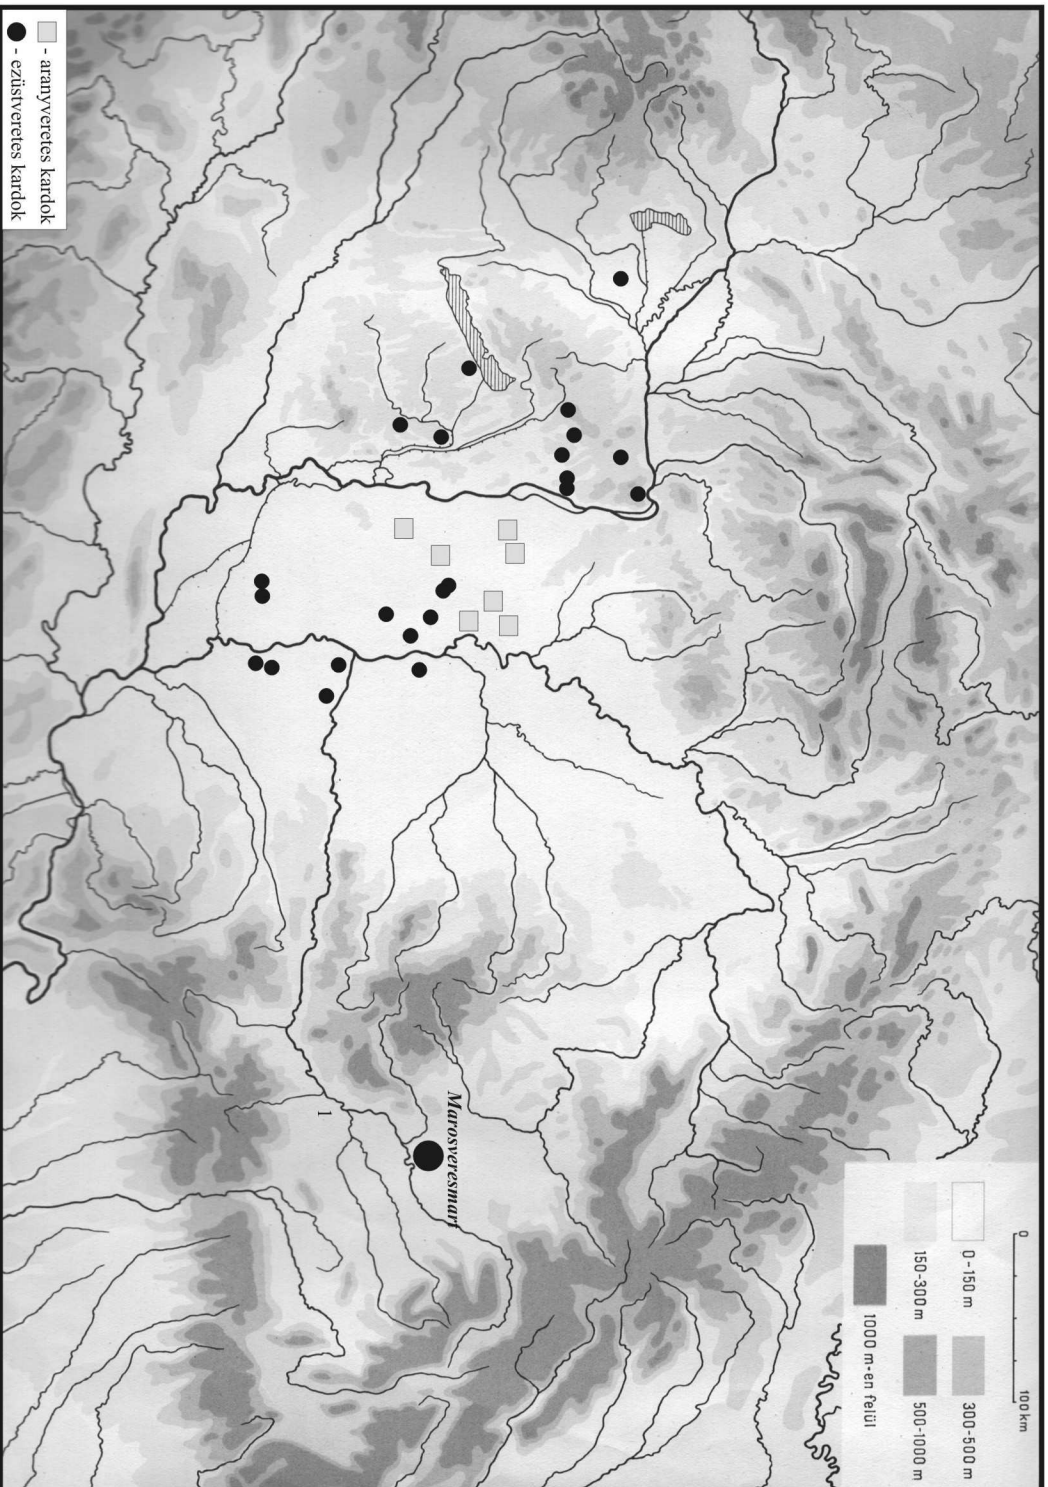 - aranyveretes kardok
- ezüstveretes kardok
Marosveresmart
1
0
100 km
0-150 m
150-300 m
300-500 m
500-1000 m
1000 m-en felül